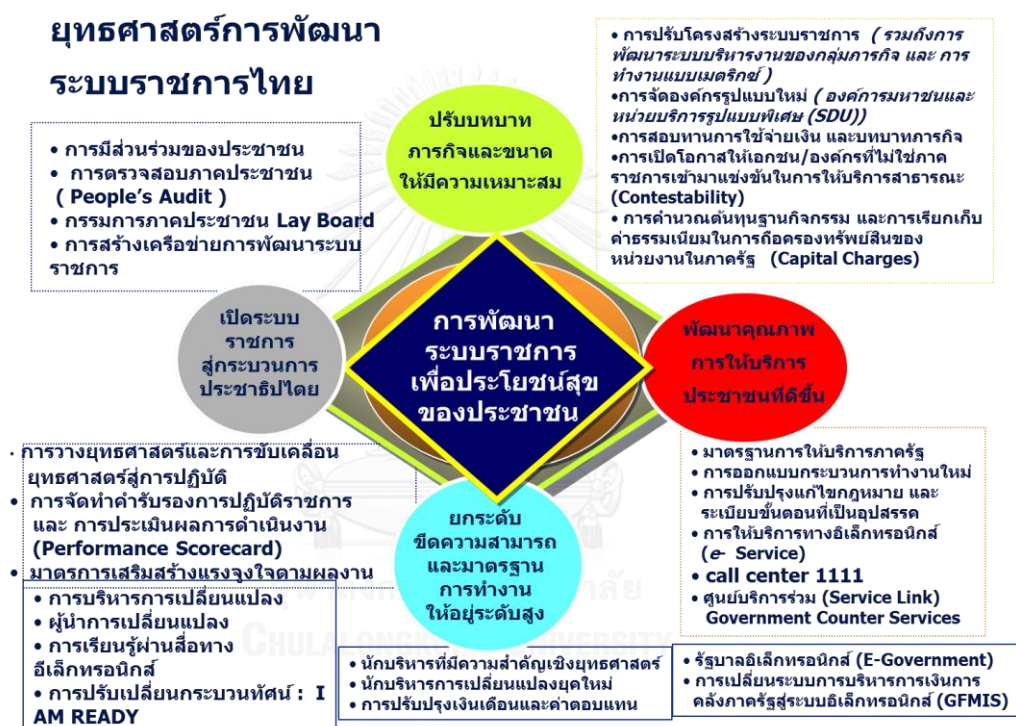 ยุทธศาสตร์การพัฒนา
ระบบราชการไทย
• การมีส่วนร่วมของประชาชน
• การตรวจสอบภาคประชาชน
( People's Audit )
• กรรมการภาคประชาชน Lay Board
• การสร้างเครือข่ายการพัฒนาระบบ
ราชการ
ปรับบทบาท
ภารกิจและขนาด
ให้มีความเหมาะสม
• การปรับโครงสร้างระบบราชการ ( รวมถึงการ
พัฒนาระบบบริหารงานของกลุ่มภารกิจ และ การ
ทำงานแบบเมตริกซ์ )
•การจัดองค์กรรูปแบบใหม่ ( องค์การมหาชนและ
หน่วยบริการรูปแบบพิเศษ (SDU))
•การสอบทานการใช้จ่ายเงิน และบทบาทภารกิจ
•การเปิดโอกาสให้เอกชน/องค์กรที่ไม่ใช่ภาค
ราชการเข้ามาแข่งขันในการให้บริการสาธารณะ
(Contestability)
• การคำนวณต้นทุนฐานกิจกรรม และการเรียกเก็บ
ค่าธรรมเนียมในการถือครองทรัพย์สินของ
หน่วยงานในภาครัฐ (Capital Charges)
เปิดระบบ
ราชการ
สู่กระบวนการ
ประชาธิปไตย
การพัฒนา
ระบบราชการ
เพื่อประโยชน์สุข
ของประชาชน
พัฒนาคุณภาพ
การให้บริการ
ประชาชนที่ดีขึ้น
• การวางยุทธศาสตร์และการขับเคลื่อน
ยุทธศาสตร์สู่การปฏิบัติ
• การจัดทำคำรับรองการปฏิบัติราชการ
และ การประเมินผลการดำเนินงาน
(Performance Scorecard)
• มาตรการเสริมสร้างแรงจูงใจตามผลงาน
• การบริหารการเปลี่ยนแปลง
• ผู้นำการเปลี่ยนแปลง
• การเรียนรู้ผ่านสื่อทาง
อีเล็กทรอนิกส์
• การปรับเปลี่ยนกระบวนทัศน์ : I
AM READY
ยกระดับ
ขีดความสามารถ
และมาตรฐาน
การทำงาน
ให้อยู่ระดับสูง
• มาตรฐานการให้บริการภาครัฐ
• การออกแบบกระบวนการทำงานใหม่
• การปรับปรุงแก้ไขกฎหมาย และ
ระเบียบขั้นตอนที่เป็นอุปสรรค
• การให้บริการทางอิเล็กทรอนิกส์
(e- Service)
• call center 1111
• ศูนย์บริการร่วม (Service Link)
Government Counter Services
CHULALONGKORN UNIVERSITY
• นักบริหารที่มีความสำคัญเชิงยุทธศาสตร์
• นักบริหารการเปลี่ยนแปลงยุคใหม่
• การปรับปรุงเงินเดือนและค่าตอบแทน
• รัฐบาลอิเล็กทรอนิกส์ (E-Government)
• การเปลี่ยนระบบการบริหารการเงินการ
คลังภาครัฐสู่ระบบอิเล็กทรอนิกส์ (GFMIS)